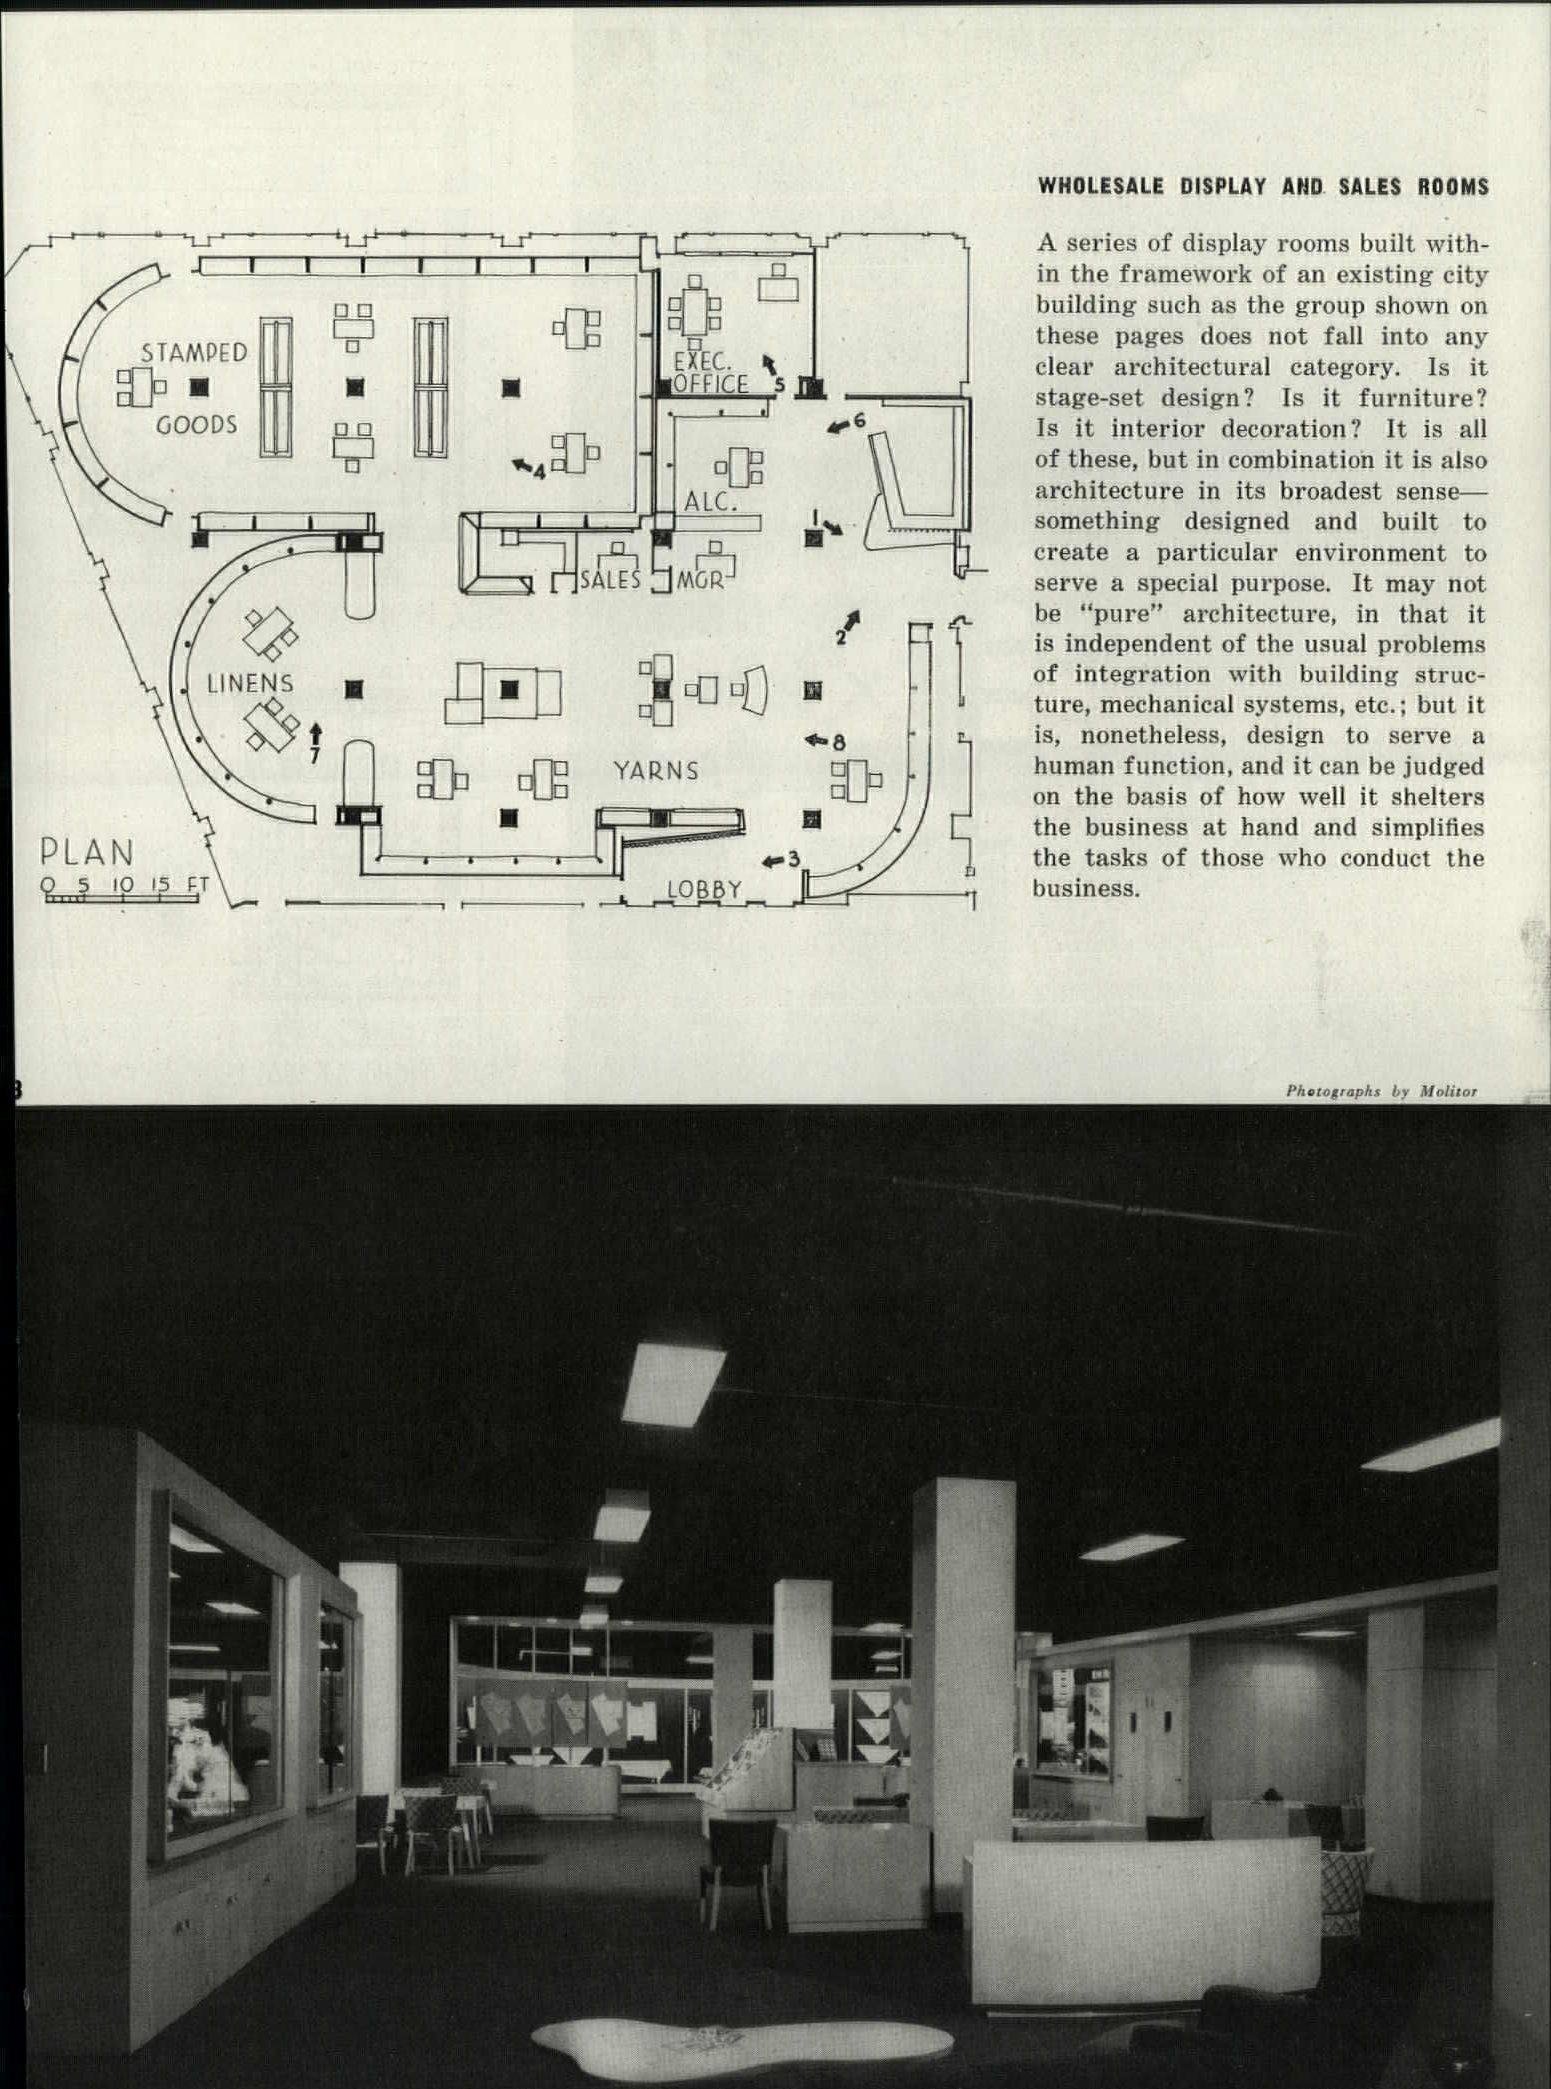 WHOLESALE DISPLAY AND SALES ROOMS
A series of display rooms built with-
in the framework of an existing city
building such as the group shown on
these pages does not fall into any
clear architectural category. Is it
stage-set design? Is it furniture?
Is it interior decoration? It is all
of these, but in combination it is also
architecture in its broadest sense—
something designed and built to
create a particular environment to
serve a special purpose. It may not
be “pure” architecture, in that it
is independent of the usual problems
of integration with building struc-
ture, mechanical systems, etc.; but it
is, nonetheless, design to serve a
human function, and it can be judged
on the basis of how well it shelters
the business at hand and simplifies
the tasks of those who conduct the
business.
STAMPED
GOODS
EXEC.
OFFICE
5
6
4
ALC.
1
SALES
MGR
2
LINENS
7
8
YARNS
3
LOBBY
PLAN
0 5 10 15 FT
Photographs by Molitor